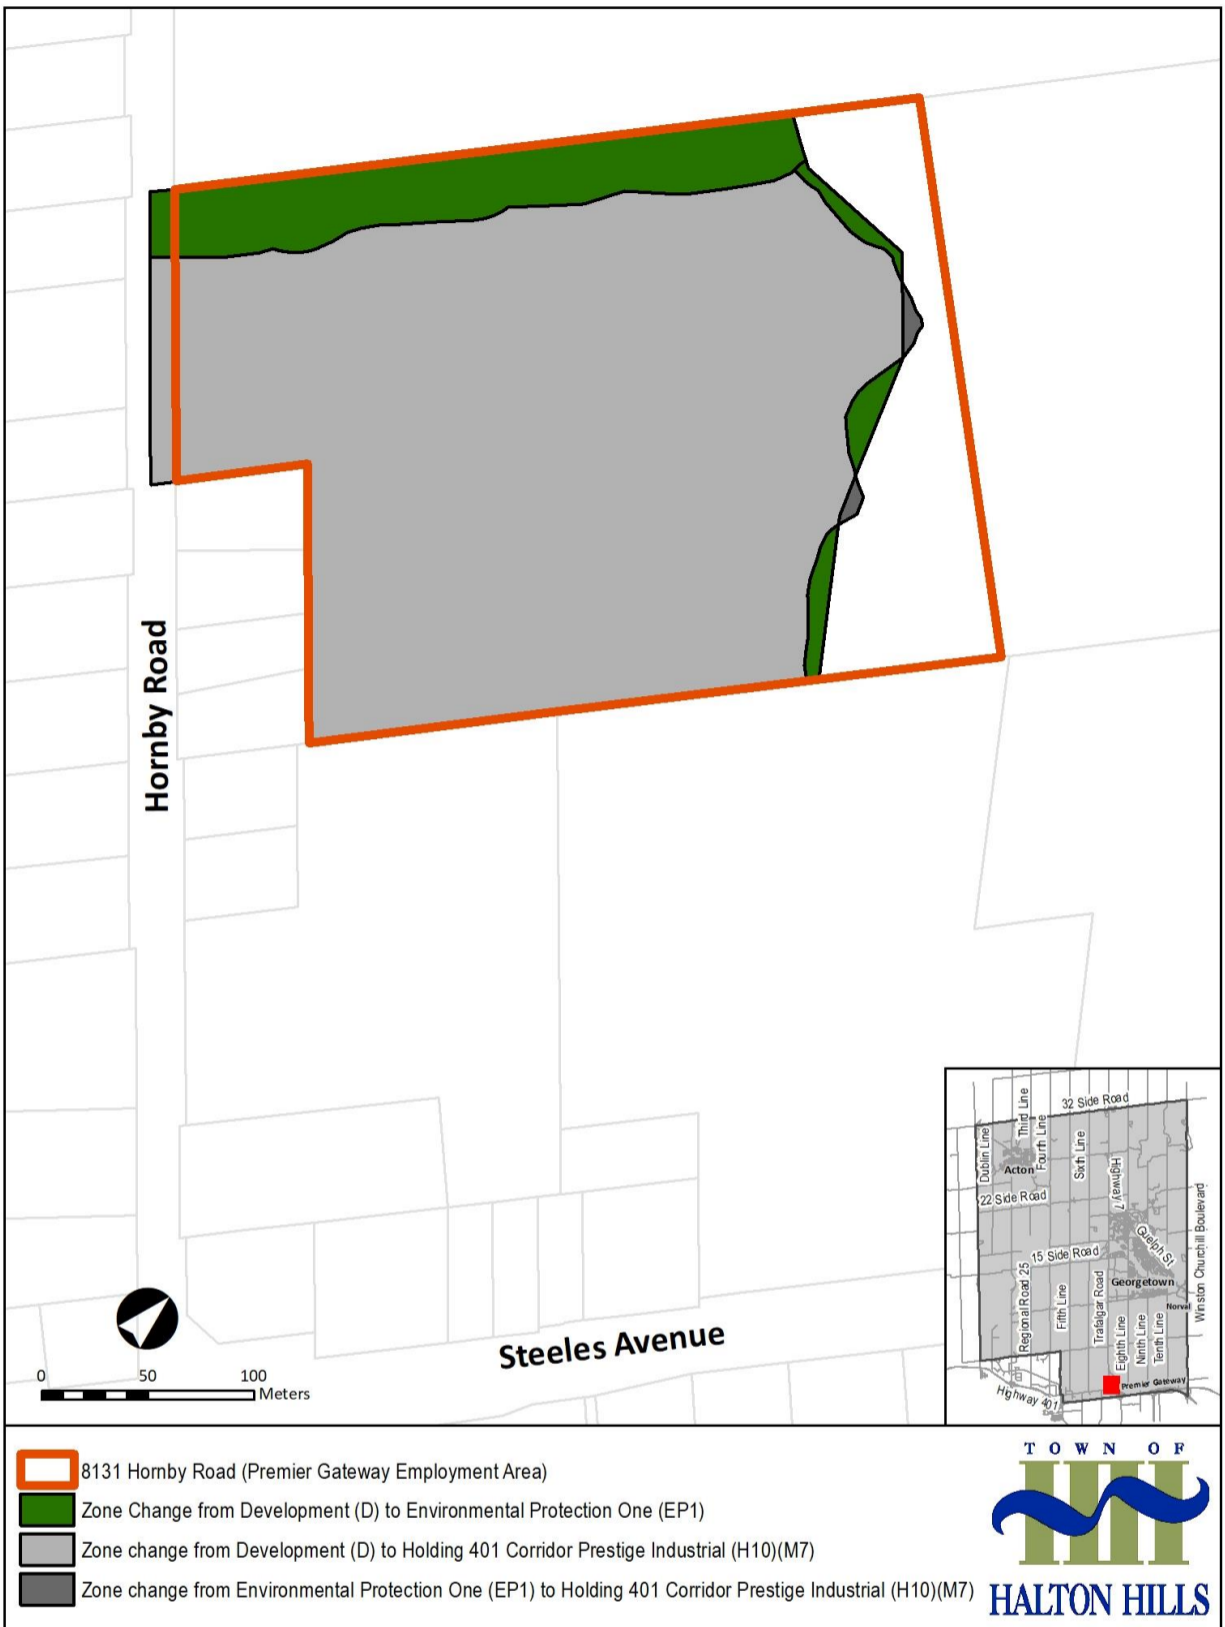 Hornby Road
Steeles Avenue
0 50 100
Meters
32 Side Road
Third Line
Fourth Line
Dublin Line
Sixth Line
Acton
Highway 7
22 Side Road
Guelph St
15 Side Road
Winston Churchill Boulevard
Georgetown
Regional Road 25
Fifth Line
Trafalgar Road
Norval
Eighth Line
Ninth Line
Tenth Line
Premier Gateway
Highway 401
8131 Hornby Road (Premier Gateway Employment Area)
Zone Change from Development (D) to Environmental Protection One (EP1)
Zone change from Development (D) to Holding 401 Corridor Prestige Industrial (H10)(M7)
Zone change from Environmental Protection One (EP1) to Holding 401 Corridor Prestige Industrial (H10)(M7)
TOWN OF
HALTON HILLS